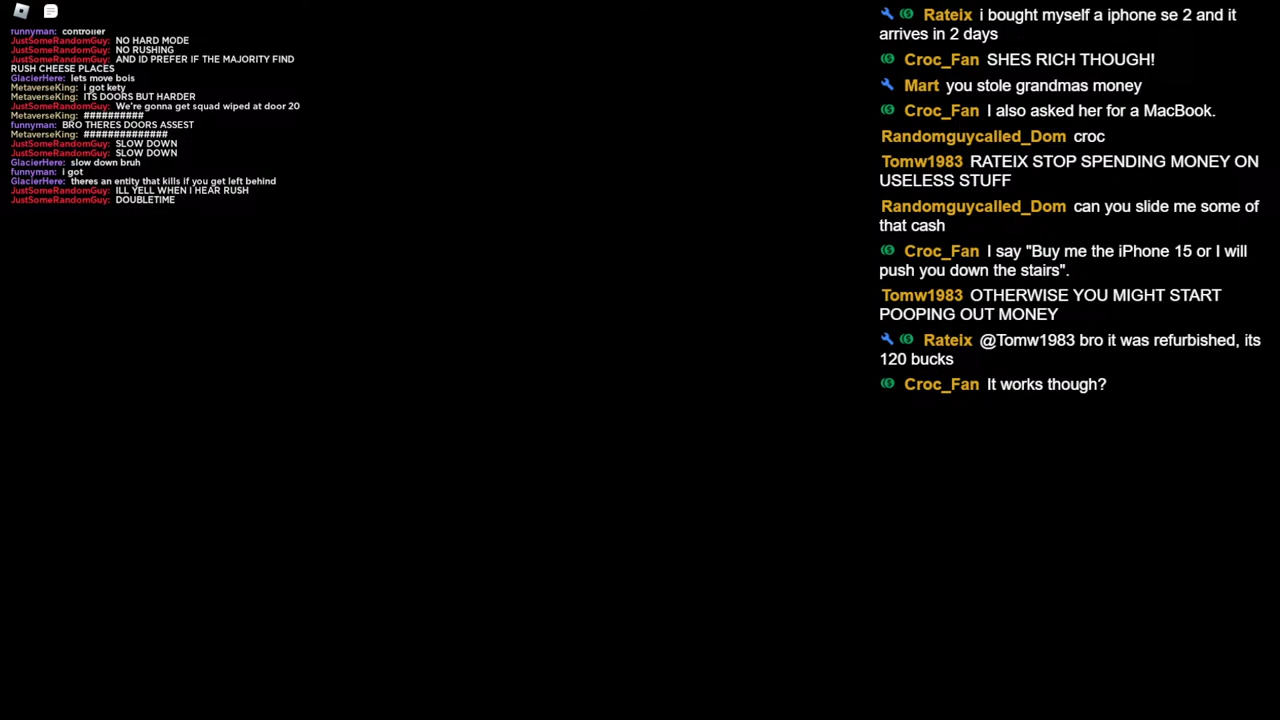 funnyman: controller
JustSomeRandomGuy: NO HARD MODE
JustSomeRandomGuy: NO RUSHING
JustSomeRandomGuy: AND ID PREFER IF THE MAJORITY FIND
RUSH CHEESE PLACES
GlacierHere: lets move bois
MetaverseKing: i got kety
MetaverseKing: ITS DOORS BUT HARDER
JustSomeRandomGuy: We're gonna get squad wiped at door 20
MetaverseKing: ##########
funnyman: BRO THERES DOORS ASSEST
MetaverseKing: ##############
JustSomeRandomGuy: SLOW DOWN
JustSomeRandomGuy: SLOW DOWN
GlacierHere: slow down bruh
funnyman: i got
GlacierHere: theres an entity that kills if you get left behind
JustSomeRandomGuy: ILL YELL WHEN I HEAR RUSH
JustSomeRandomGuy: DOUBLETIME
Rateix i bought myself a iphone se 2 and it
arrives in 2 days
Croc_Fan SHES RICH THOUGH!
Mart you stole grandmas money
Croc_Fan I also asked her for a MacBook.
Randomguycalled_Dom croc
Tomw1983 RATEIX STOP SPENDING MONEY ON
USELESS STUFF
Randomguycalled_Dom can you slide me some of
that cash
Croc_Fan I say "Buy me the iPhone 15 or I will
push you down the stairs".
Tomw1983 OTHERWISE YOU MIGHT START
POOPING OUT MONEY
Rateix @Tomw1983 bro it was refurbished, its
120 bucks
Croc_Fan It works though?